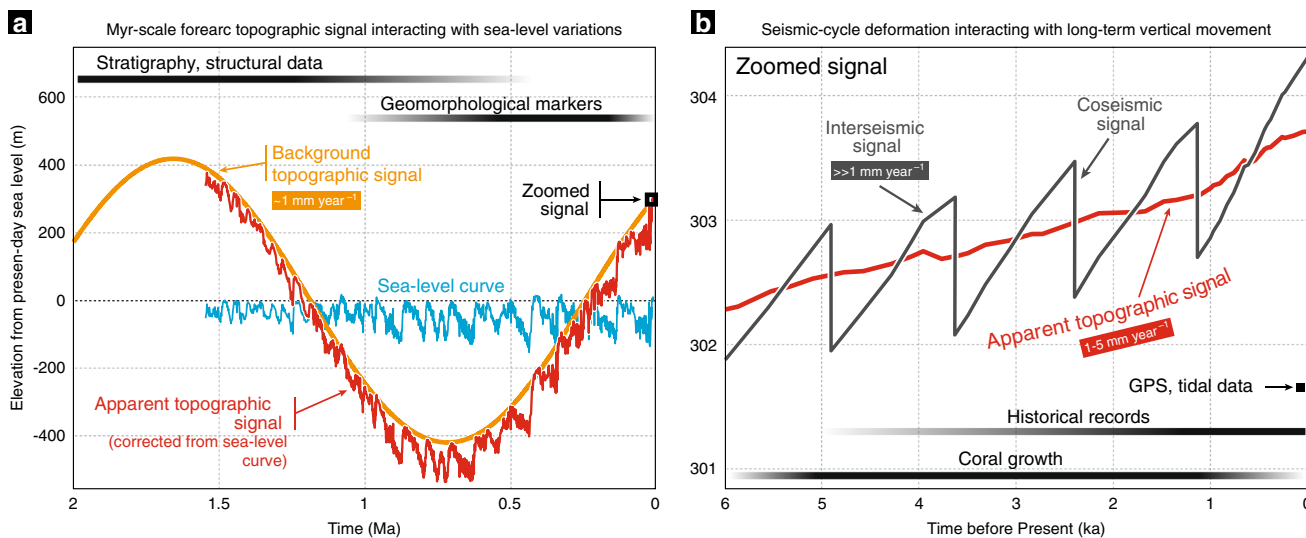 a
Myr-scale forearc topographic signal interacting with sea-level variations
Stratigraphy, structural data
Geomorphological markers
Background
topographic signal
~1 mm year⁻¹
Zoomed
signal
Sea-level curve
Apparent topographic
signal
(corrected from sea-level
curve)
Elevation from presen-day sea level (m)
600
400
200
0
-200
-400
2
1.5
1
0.5
0
Time (Ma)
b
Seismic-cycle deformation interacting with long-term vertical movement
Zoomed signal
Interseismic
signal
>>1 mm year⁻¹
Coseismic
signal
Apparent topographic signal
1-5 mm year⁻¹
GPS, tidal data
Historical records
Coral growth
304
303
302
301
6
5
4
3
2
1
0
Time before Present (ka)